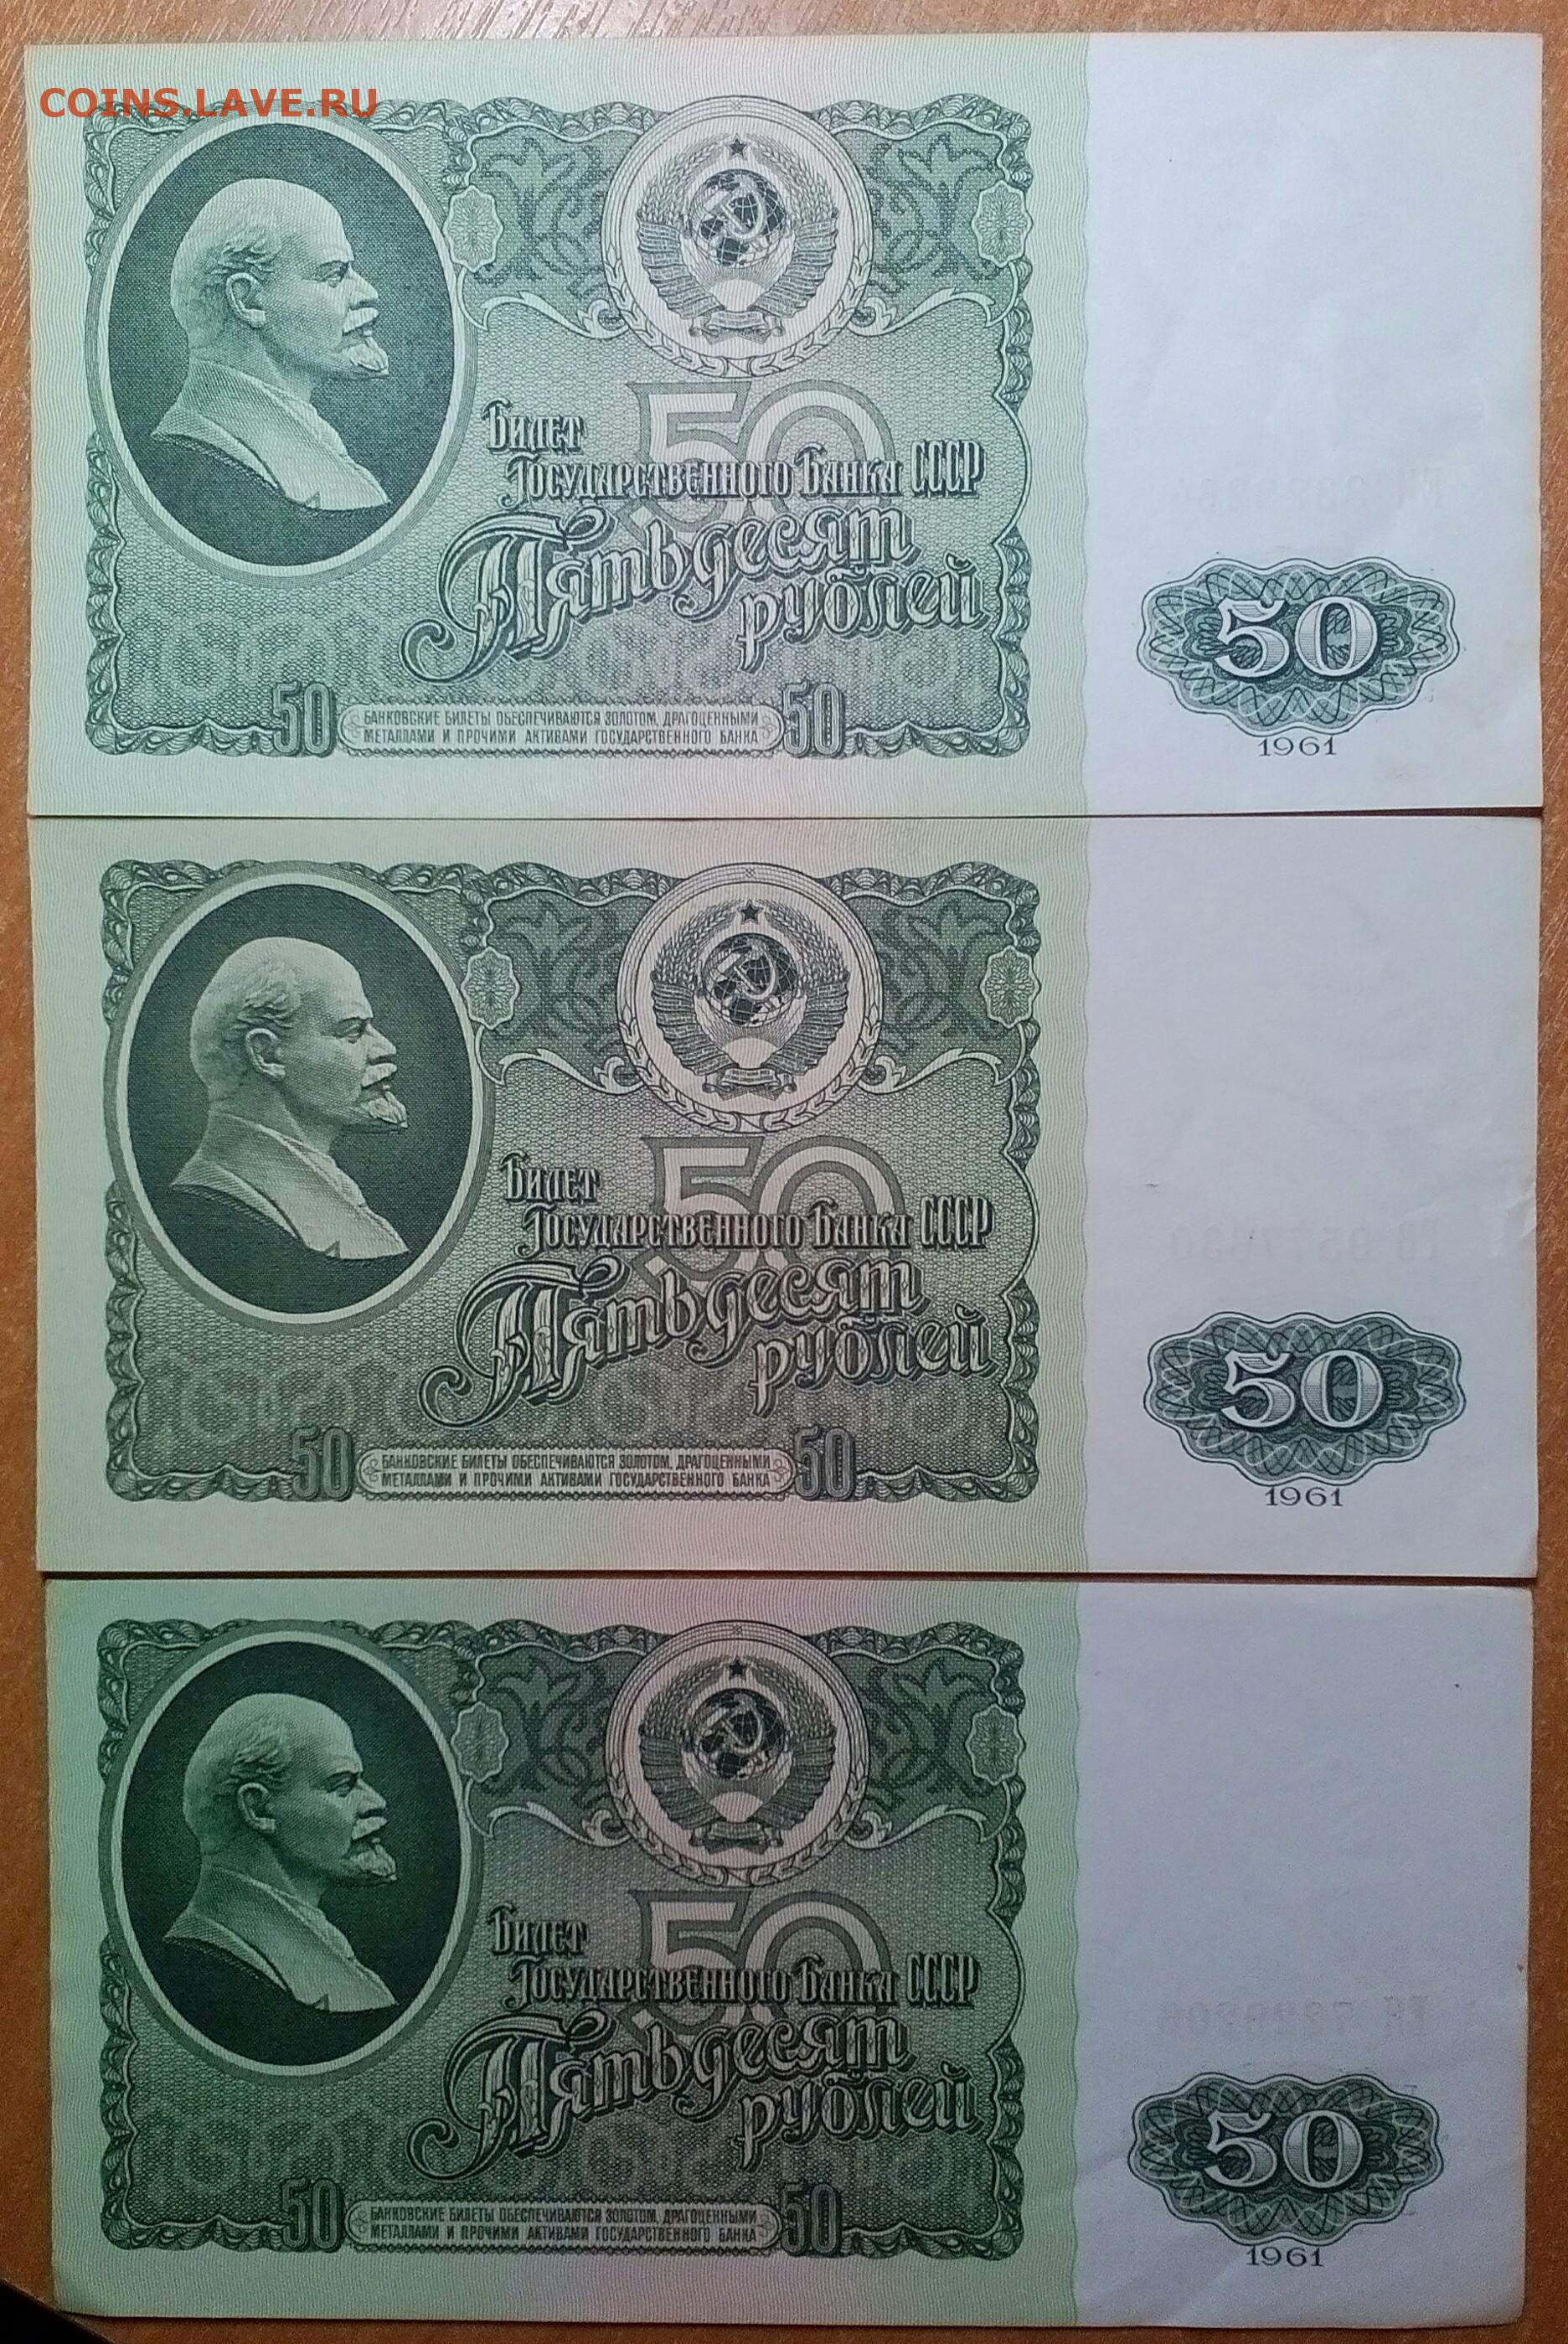 COINS.LAVE.RU
50
Билет
Государственного Банка СССР
Пятьдесят
рублей
50
50 БАНКОВСКИЕ БИЛЕТЫ ОБЕСПЕЧИВАЮТСЯ ЗОЛОТОМ, ДРАГОЦЕННЫМИ 50
МЕТАЛЛАМИ И ПРОЧИМИ АКТИВАМИ ГОСУДАРСТВЕННОГО БАНКА
1961
50
Билет
Государственного Банка СССР
Пятьдесят
рублей
50
50 БАНКОВСКИЕ БИЛЕТЫ ОБЕСПЕЧИВАЮТСЯ ЗОЛОТОМ, ДРАГОЦЕННЫМИ 50
МЕТАЛЛАМИ И ПРОЧИМИ АКТИВАМИ ГОСУДАРСТВЕННОГО БАНКА
1961
50
Билет
Государственного Банка СССР
Пятьдесят
рублей
50
50 БАНКОВСКИЕ БИЛЕТЫ ОБЕСПЕЧИВАЮТСЯ ЗОЛОТОМ, ДРАГОЦЕННЫМИ 50
МЕТАЛЛАМИ И ПРОЧИМИ АКТИВАМИ ГОСУДАРСТВЕННОГО БАНКА
1961